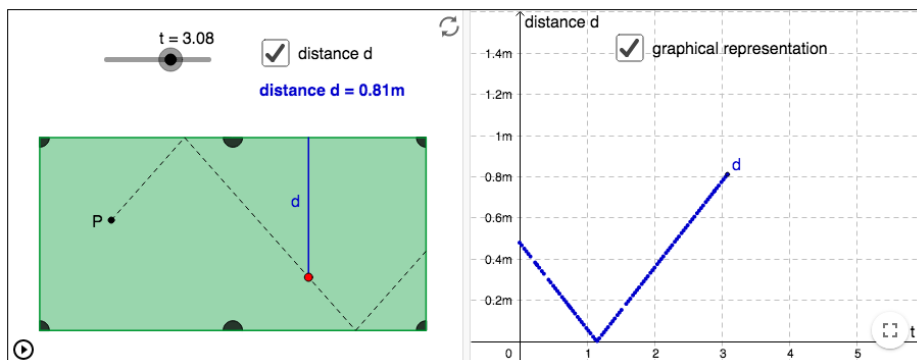 t = 3.08
distance d
distance d = 0.81m
P
d
distance d
graphical representation
1.4m
1.2m
1m
0.8m
0.6m
0.4m
0.2m
d
0 1 2 3 4 5
t